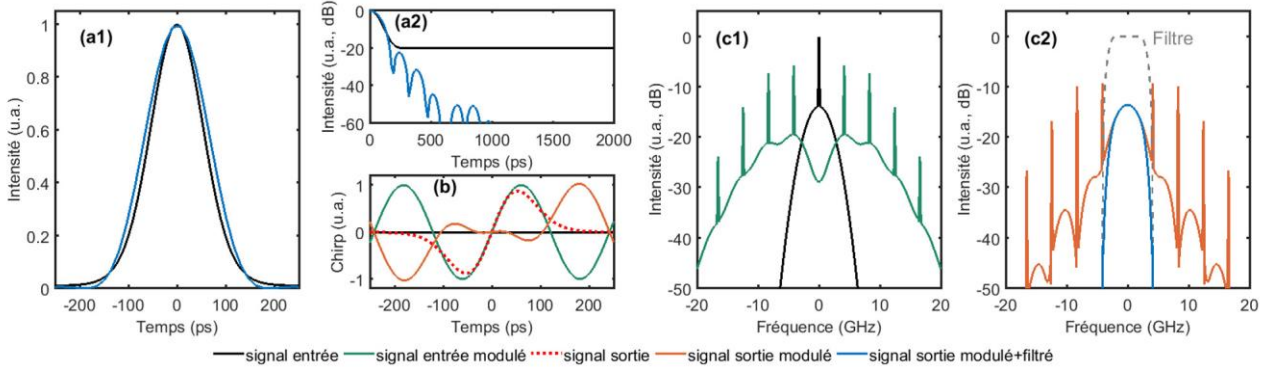 (a1)
Intensité (u.a.)
1
0.8
0.6
0.4
0.2
0
-200 -100 0 100 200
Temps (ps)
(a2)
Intensité (u.a., dB)
0
-20
-40
-60
0 500 1000 1500 2000
Temps (ps)
(b)
Chirp (u.a.)
1
0
-1
-200 -100 0 100 200
Temps (ps)
(c1)
Intensité (u.a., dB)
0
-10
-20
-30
-40
-50
-20 -10 0 10 20
Fréquence (GHz)
(c2)
Filtre
Intensité (u.a., dB)
0
-10
-20
-30
-40
-50
-20 -10 0 10 20
Fréquence (GHz)
signal entrée signal entrée modulé signal sortie signal sortie modulé signal sortie modulé+filtré